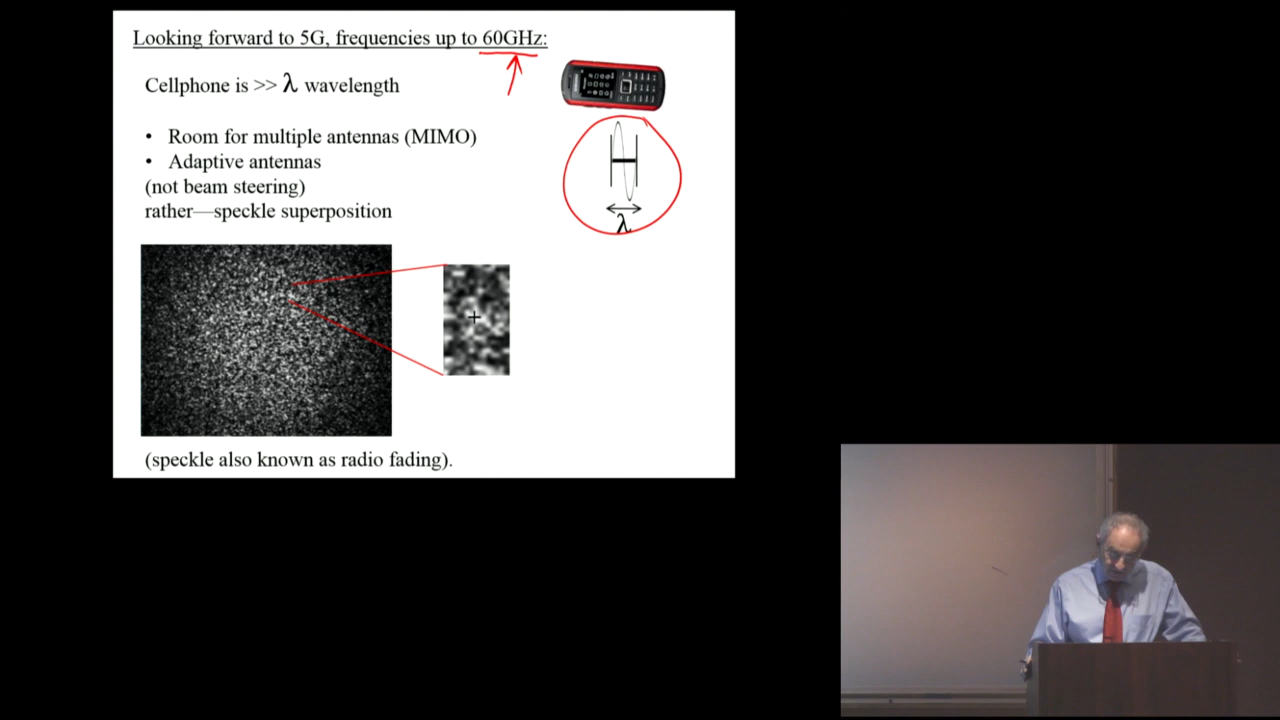 Looking forward to 5G, frequencies up to 60GHz:
Cellphone is >> λ wavelength
• Room for multiple antennas (MIMO)
• Adaptive antennas
(not beam steering)
rather—speckle superposition
λ
(speckle also known as radio fading).